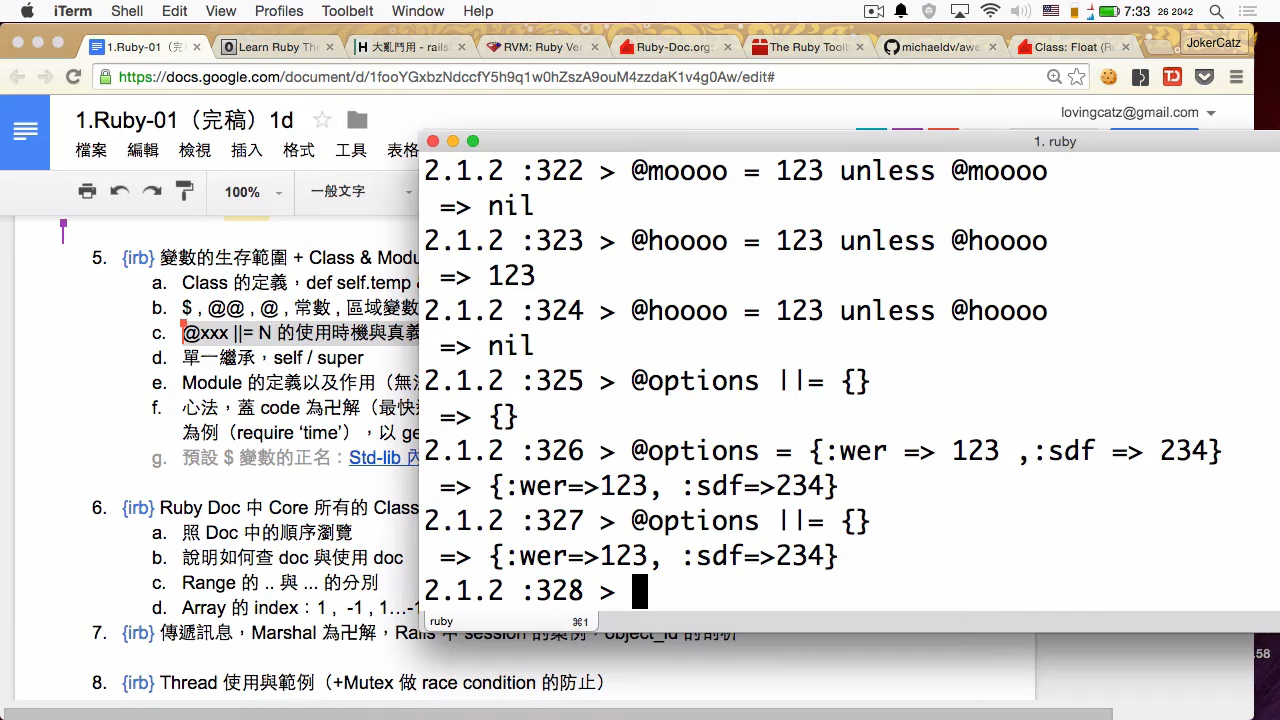 iTerm Shell Edit View Profiles Toolbelt Window Help 7:33 26 2042
1.Ruby-01（完 Learn Ruby The 大亂鬥用 - rails RVM: Ruby Ver Ruby-Doc.org The Ruby Toolb michaeldv/awe Class: Float (Ru JokerCatz
https://docs.google.com/document/d/1fooYGxbzNdscfY5h9q1w0hZszA9ouM4zzdaK1v4g0Aw/edit#
1.Ruby-01（完稿）1d
lovingcatz@gmail.com
檔案 編輯 檢視 插入 格式 工具 表格
100% 一般文字
5. {irb} 變數的生存範圍 + Class & Modu
a. Class 的定義，def self.temp &
b. $ , @@ , @ , 常數 , 區域變數
c. @xxx ||= N 的使用時機與真義
d. 單一繼承，self / super
e. Module 的定義以及作用（無法
f. 心法，蓋 code 為卍解（最快
為例（require ‘time’），以 ge
g. 預設 $ 變數的正名：Std-lib 內
6. {irb} Ruby Doc 中 Core 所有的 Class
a. 照 Doc 中的順序瀏覽
b. 說明如何查 doc 與使用 doc
c. Range 的 .. 與 ... 的分別
d. Array 的 index：1 , -1 , 1...-1
7. {irb} 傳遞訊息，Marshal 為卍解，Rails 中 session 的案例，object_id 的剖析
8. {irb} Thread 使用與範例（+Mutex 做 race condition 的防止）
1. ruby
2.1.2 :322 > @moooo = 123 unless @moooo
=> nil
2.1.2 :323 > @hoooo = 123 unless @hoooo
=> 123
2.1.2 :324 > @hoooo = 123 unless @hoooo
=> nil
2.1.2 :325 > @options ||= {}
=> {}
2.1.2 :326 > @options = {:wer => 123 ,:sdf => 234}
=> {:wer=>123, :sdf=>234}
2.1.2 :327 > @options ||= {}
=> {:wer=>123, :sdf=>234}
2.1.2 :328 >
ruby ⌘1
.58